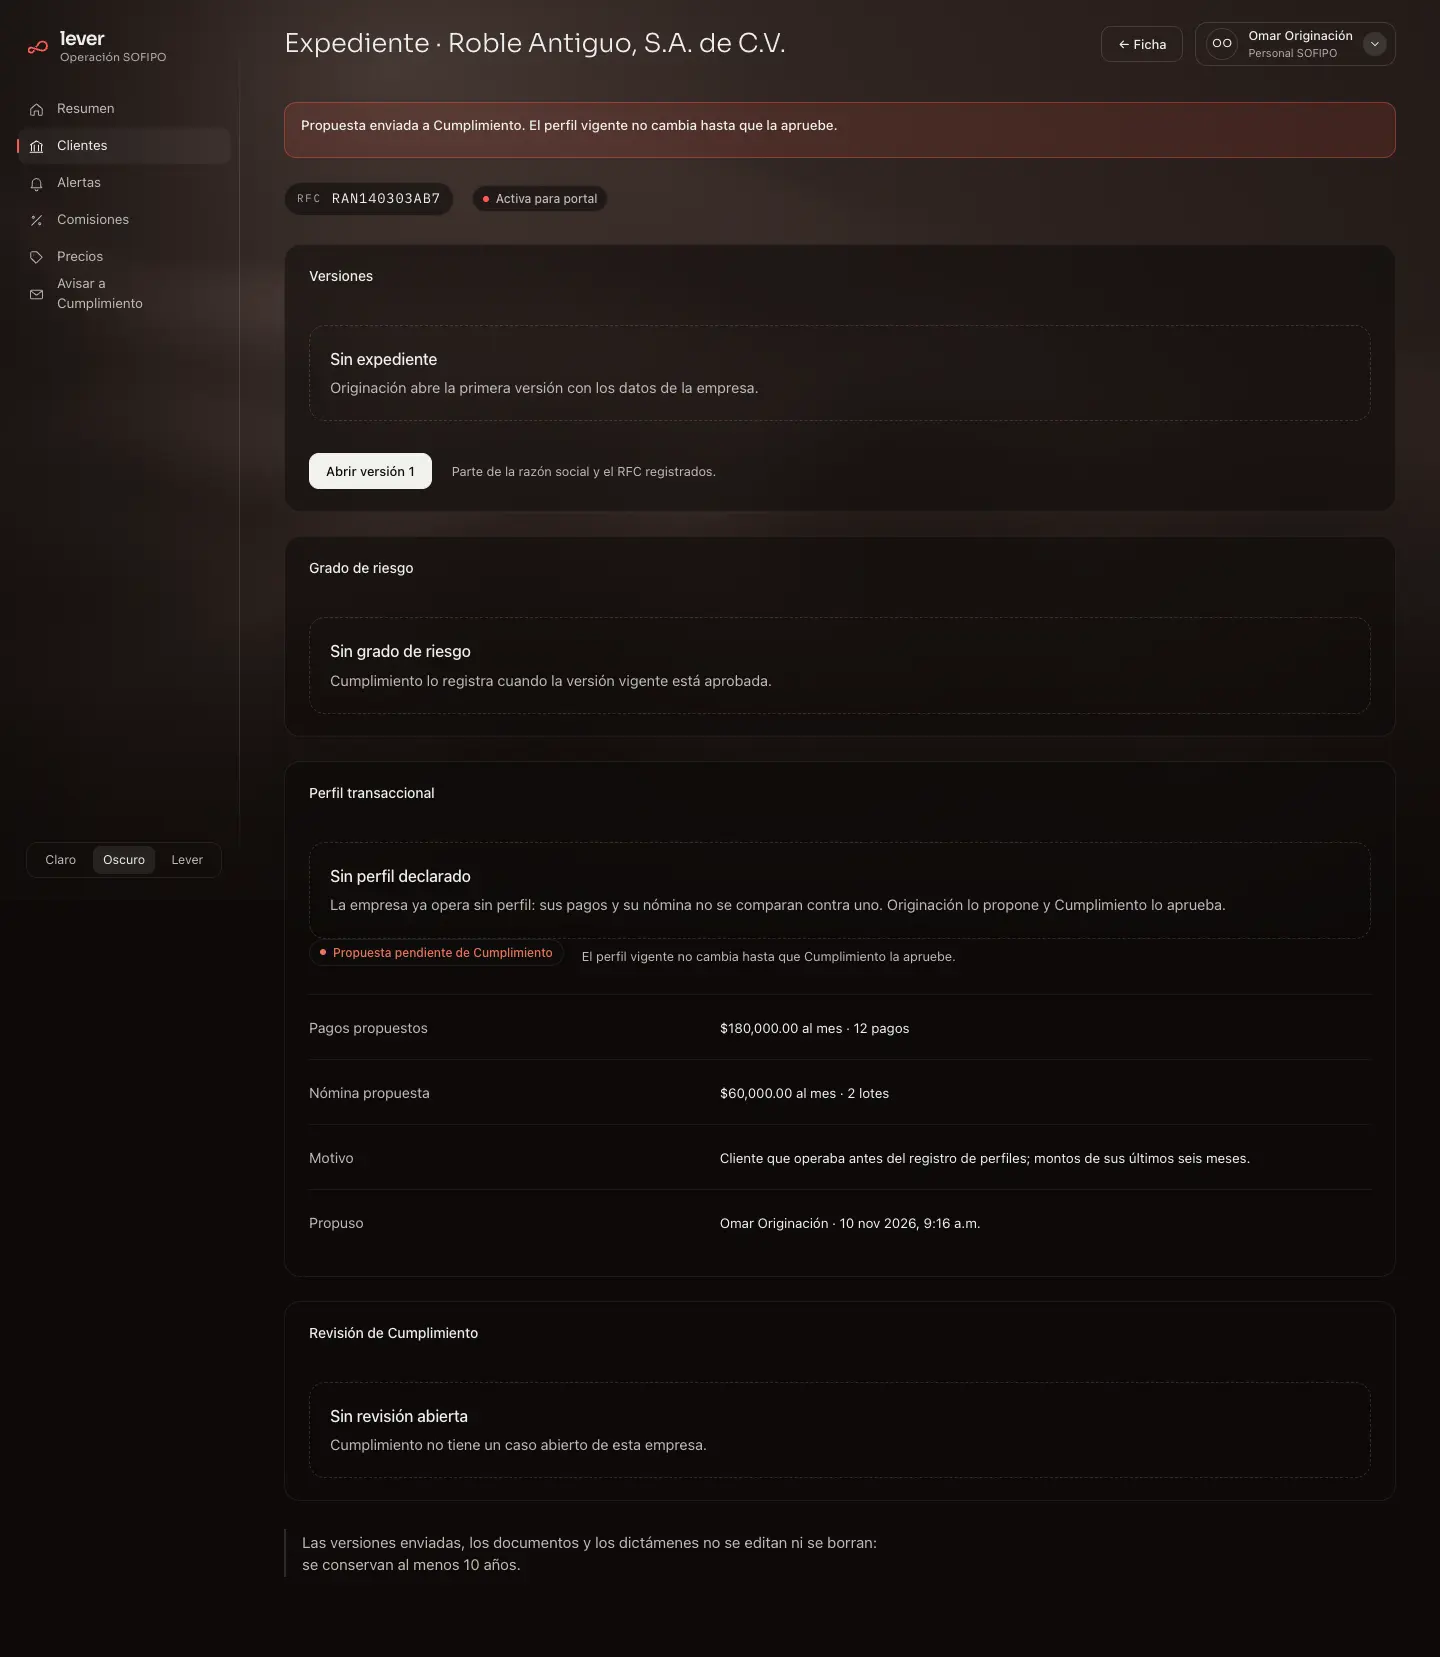 lever
Operación SOFIPO
Resumen
Clientes
Alertas
Comisiones
Precios
Avisar a
Cumplimiento
Claro
Oscuro
Lever
Expediente · Roble Antiguo, S.A. de C.V.
← Ficha
OO
Omar Originación
Personal SOFIPO
Propuesta enviada a Cumplimiento. El perfil vigente no cambia hasta que la apruebe.
RFC RAN140303AB7
Activa para portal
Versiones
Sin expediente
Originación abre la primera versión con los datos de la empresa.
Abrir versión 1
Parte de la razón social y el RFC registrados.
Grado de riesgo
Sin grado de riesgo
Cumplimiento lo registra cuando la versión vigente está aprobada.
Perfil transaccional
Sin perfil declarado
La empresa ya opera sin perfil: sus pagos y su nómina no se comparan contra uno. Originación lo propone y Cumplimiento lo aprueba.
Propuesta pendiente de Cumplimiento
El perfil vigente no cambia hasta que Cumplimiento la apruebe.
Pagos propuestos
$180,000.00 al mes · 12 pagos
Nómina propuesta
$60,000.00 al mes · 2 lotes
Motivo
Cliente que operaba antes del registro de perfiles; montos de sus últimos seis meses.
Propuso
Omar Originación · 10 nov 2026, 9:16 a.m.
Revisión de Cumplimiento
Sin revisión abierta
Cumplimiento no tiene un caso abierto de esta empresa.
Las versiones enviadas, los documentos y los dictámenes no se editan ni se borran:
se conservan al menos 10 años.